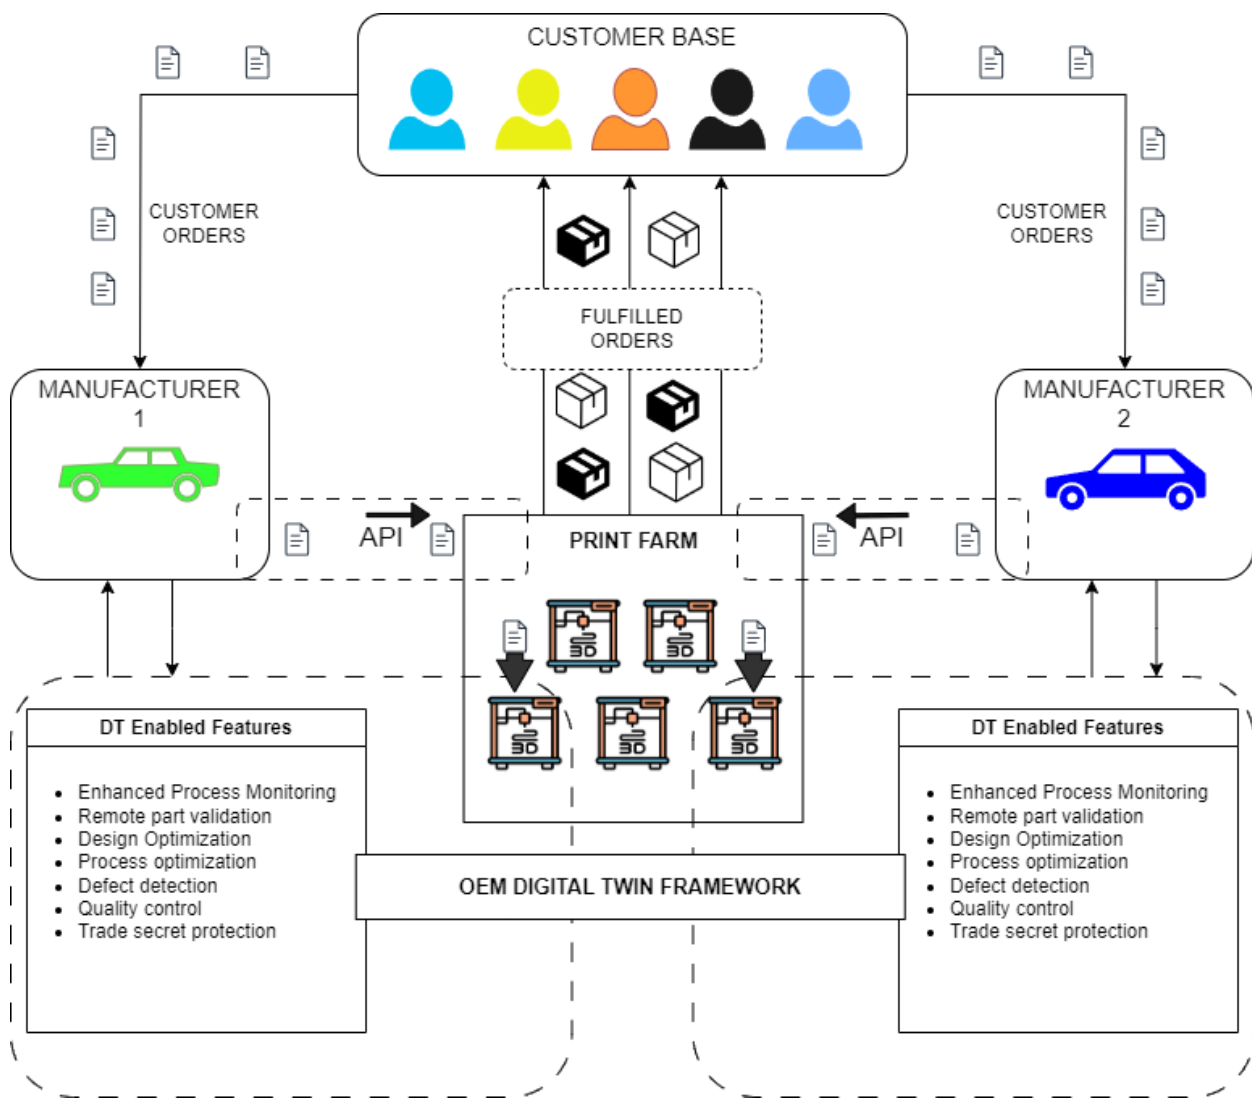 CUSTOMER BASE
CUSTOMER
ORDERS
CUSTOMER
ORDERS
FULFILLED
ORDERS
MANUFACTURER
1
MANUFACTURER
2
API
PRINT FARM
API
3D
3D
3D
3D
3D
DT Enabled Features
Enhanced Process Monitoring
Remote part validation
Design Optimization
Process optimization
Defect detection
Quality control
Trade secret protection
OEM DIGITAL TWIN FRAMEWORK
DT Enabled Features
Enhanced Process Monitoring
Remote part validation
Design Optimization
Process optimization
Defect detection
Quality control
Trade secret protection